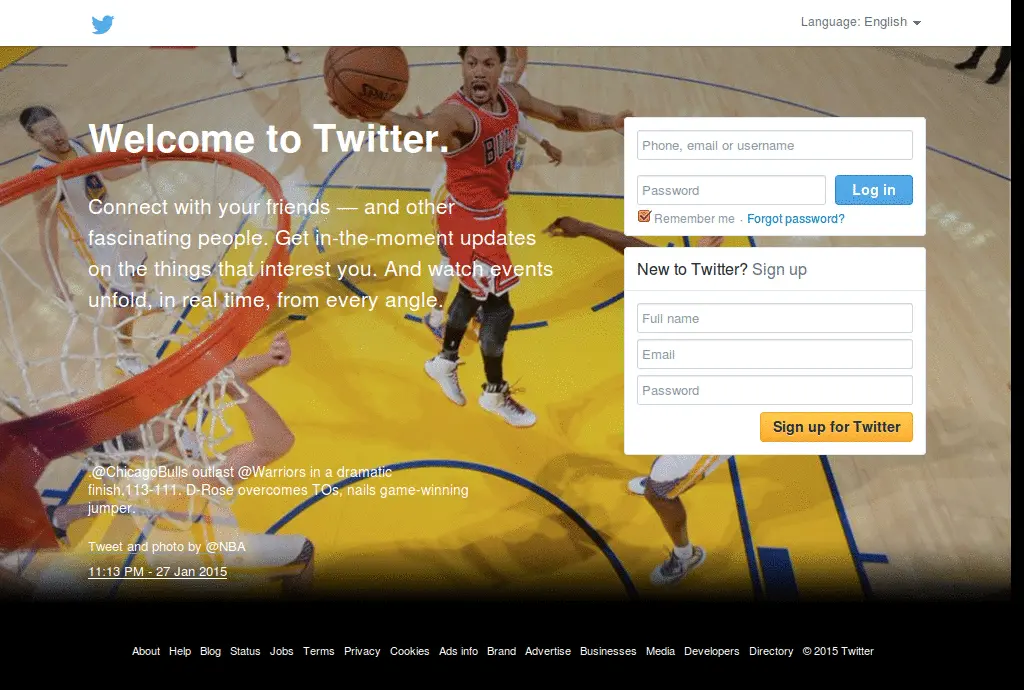 Language: English
Welcome to Twitter.
Connect with your friends — and other
fascinating people. Get in-the-moment updates
on the things that interest you. And watch events
unfold, in real time, from every angle.
Phone, email or username
Password
Log in
Remember me · Forgot password?
New to Twitter? Sign up
Full name
Email
Password
Sign up for Twitter
SPALDING
BULLS
.@ChicagoBulls outlast @Warriors in a dramatic
finish,113-111. D-Rose overcomes TOs, nails game-winning
jumper.
Tweet and photo by @NBA
11:13 PM - 27 Jan 2015
About Help Blog Status Jobs Terms Privacy Cookies Ads info Brand Advertise Businesses Media Developers Directory © 2015 Twitter